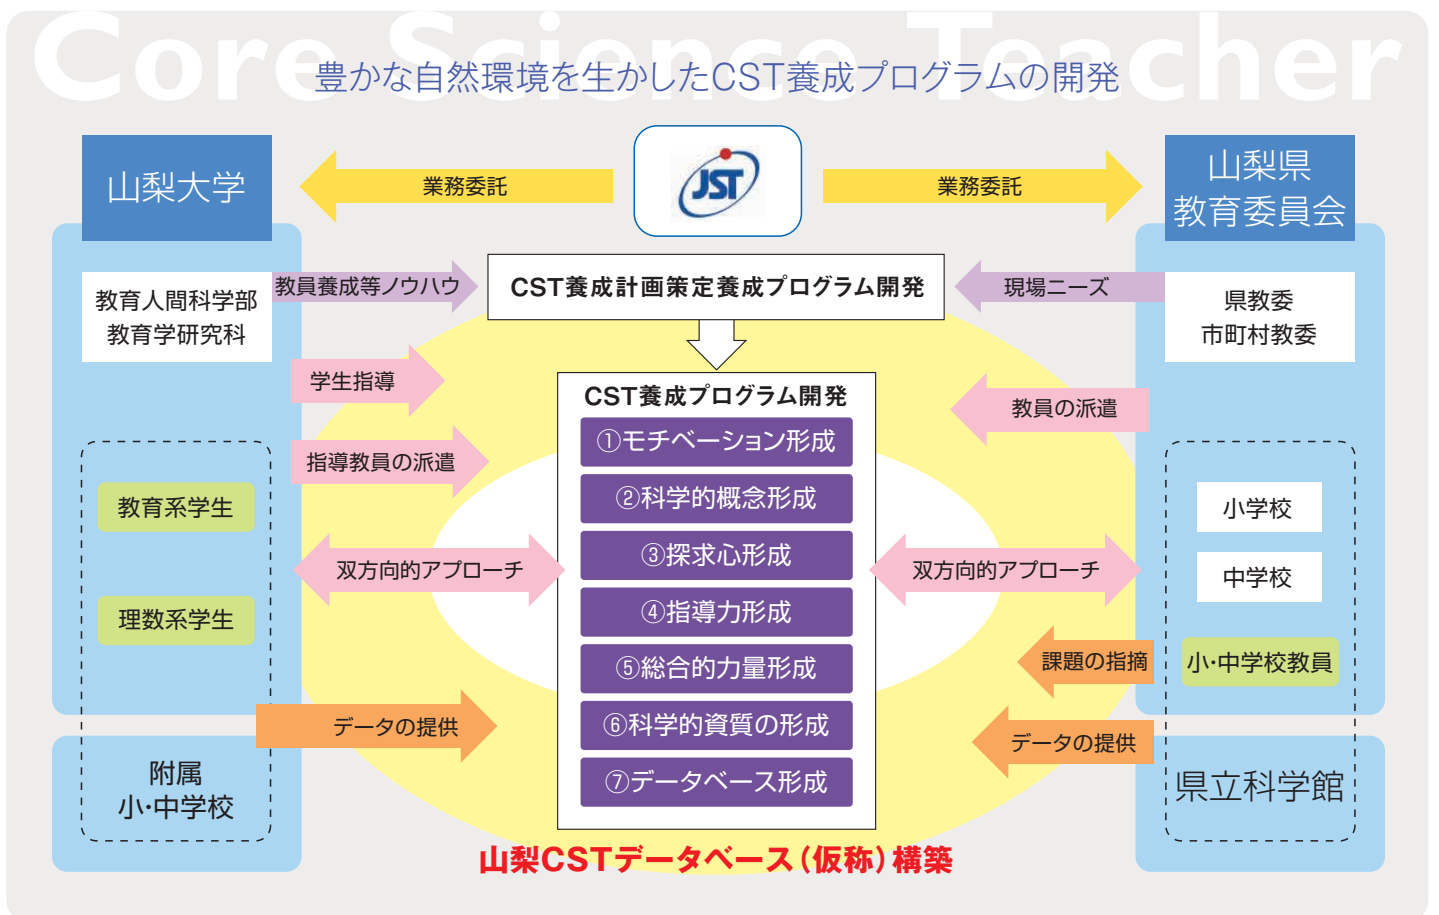 Core Science Teacher
豊かな自然環境を生かしたCST養成プログラムの開発
山梨大学
業務委託
JST
業務委託
山梨県
教育委員会
教育人間科学部
教育学研究科
教員養成等ノウハウ
CST養成計画策定養成プログラム開発
現場ニーズ
県教委
市町村教委
学生指導
指導教員の派遣
教員の派遣
CST養成プログラム開発
①モチベーション形成
②科学的概念形成
③探求心形成
④指導力形成
⑤総合的力量形成
⑥科学的資質の形成
⑦データベース形成
教育系学生
理数系学生
双方向的アプローチ
双方向的アプローチ
小学校
中学校
小・中学校教員
課題の指摘
データの提供
データの提供
附属
小・中学校
県立科学館
山梨CSTデータベース（仮称）構築